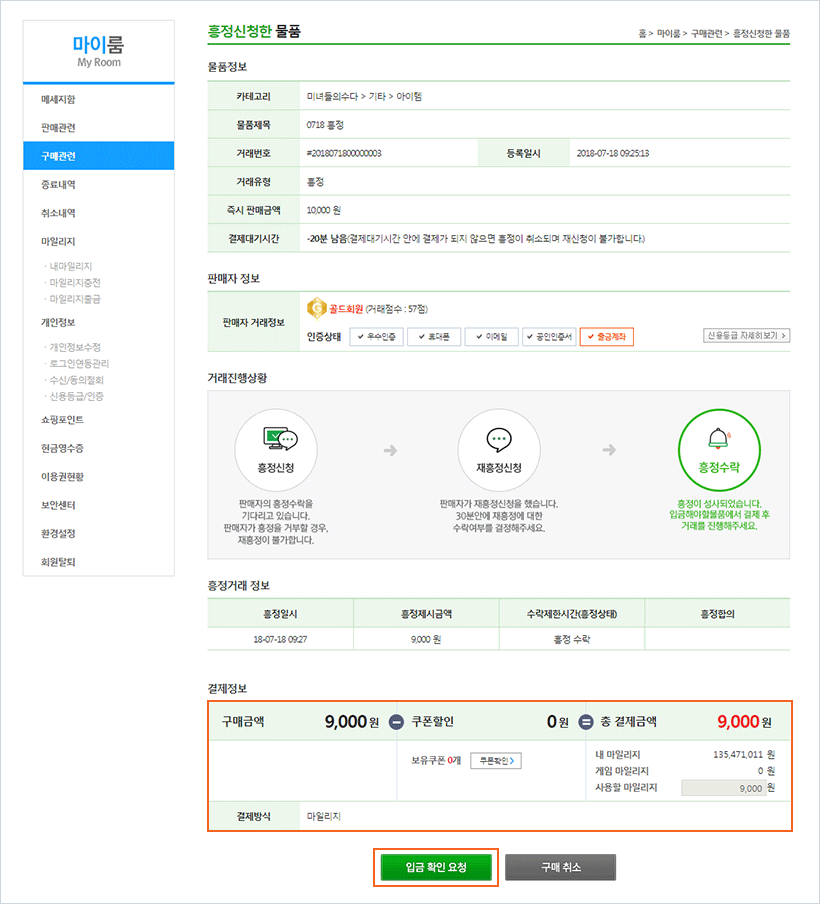 마이룸
My Room
메세지함
판매관련
구매관련
종료내역
취소내역
마일리지
· 내마일리지
· 마일리지충전
· 마일리지출금
개인정보
· 개인정보수정
· 로그인연동관리
· 수신/동의철회
· 신용등급/인증
쇼핑포인트
현금영수증
이용권현황
보안센터
환경설정
회원탈퇴
흥정신청한 물품
홈 > 마이룸 > 구매관련 > 흥정신청한 물품
물품정보
카테고리 미녀들의수다 > 기타 > 아이템
물품제목 0718 흥정
거래번호 #2018071800000003 등록일시 2018-07-18 09:25:13
거래유형 흥정
즉시 판매금액 10,000 원
결제대기시간 -20분 남음(결제대기시간 안에 결제가 되지 않으면 흥정이 취소되며 재신청이 불가합니다.)
판매자 정보
판매자 거래정보
G 골드회원 (거래점수 : 57점)
인증상태 ✔ 우수인증 ✔ 휴대폰 ✔ 이메일 ✔ 공인인증서 ✔ 출금계좌 신용등급 자세히보기 >
거래진행상황
흥정신청
판매자의 흥정수락을
기다리고 있습니다.
판매자가 흥정을 거부할 경우,
재흥정이 불가합니다.
재흥정신청
판매자가 재흥정신청을 했습니다.
30분안에 재흥정에 대한
수락여부를 결정해주세요.
흥정수락
흥정이 성사되었습니다.
입금해야할물품에서 결제 후
거래를 진행해주세요.
흥정거래 정보
흥정일시 흥정제시금액 수락제한시간(흥정상태) 흥정합의
18-07-18 09:27 9,000 원 흥정 수락
결제정보
구매금액 9,000 원 − 쿠폰할인 0 원 = 총 결제금액 9,000 원
보유쿠폰 0개 쿠폰확인 >
내 마일리지 135,471,011 원
게임 마일리지 0 원
사용할 마일리지 9,000 원
결제방식 마일리지
입금 확인 요청 구매 취소